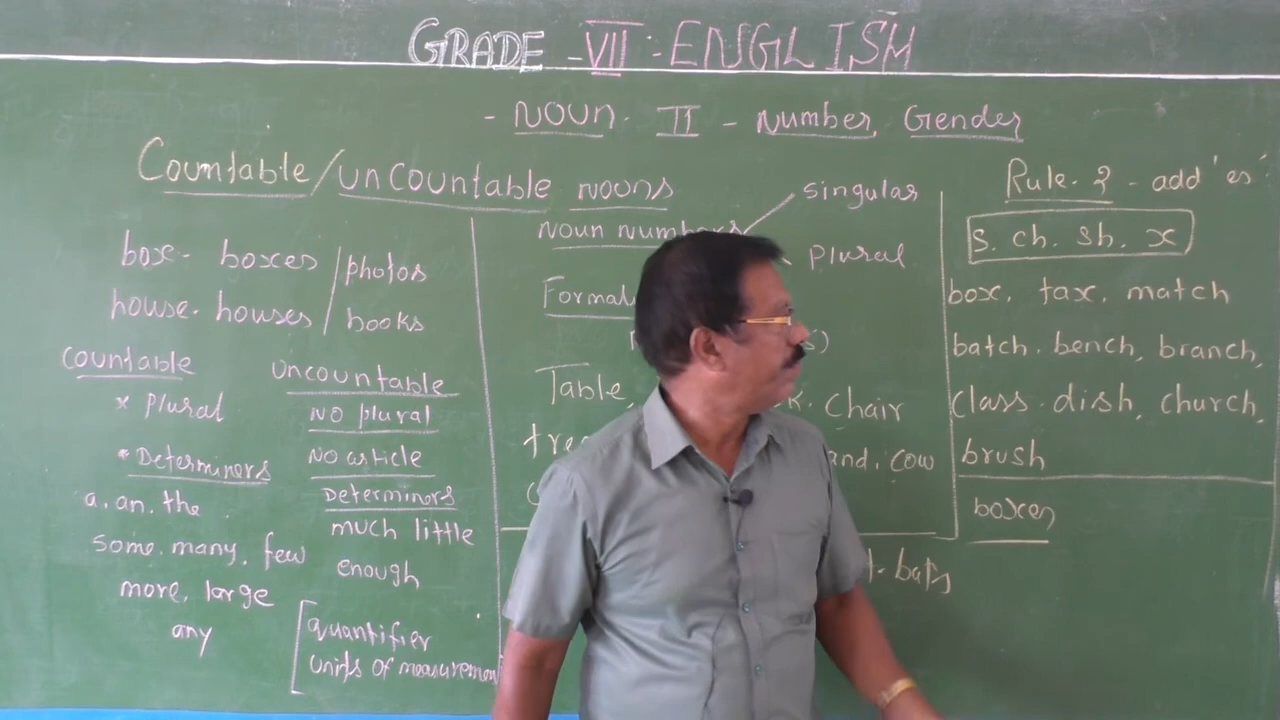 GRADE - VII - ENGLISH
- NOUN. II - Number, Gender
Countable/uncountable nouns
box - boxes
house. houses
photos
books
countable
* plural
* Determiners
a. an. the
some. many. few
more. large
any
uncountable
NO plural
NO article
Determiners
much little
enough
quantifier
units of measuremen
noun numbers
singular
plural
Table,
Chair
cow
bats
Rule. 2 - add 'es'
s. ch. sh. x
box. tax. match
batch. bench, branch,
class. dish, church,
brush
boxes